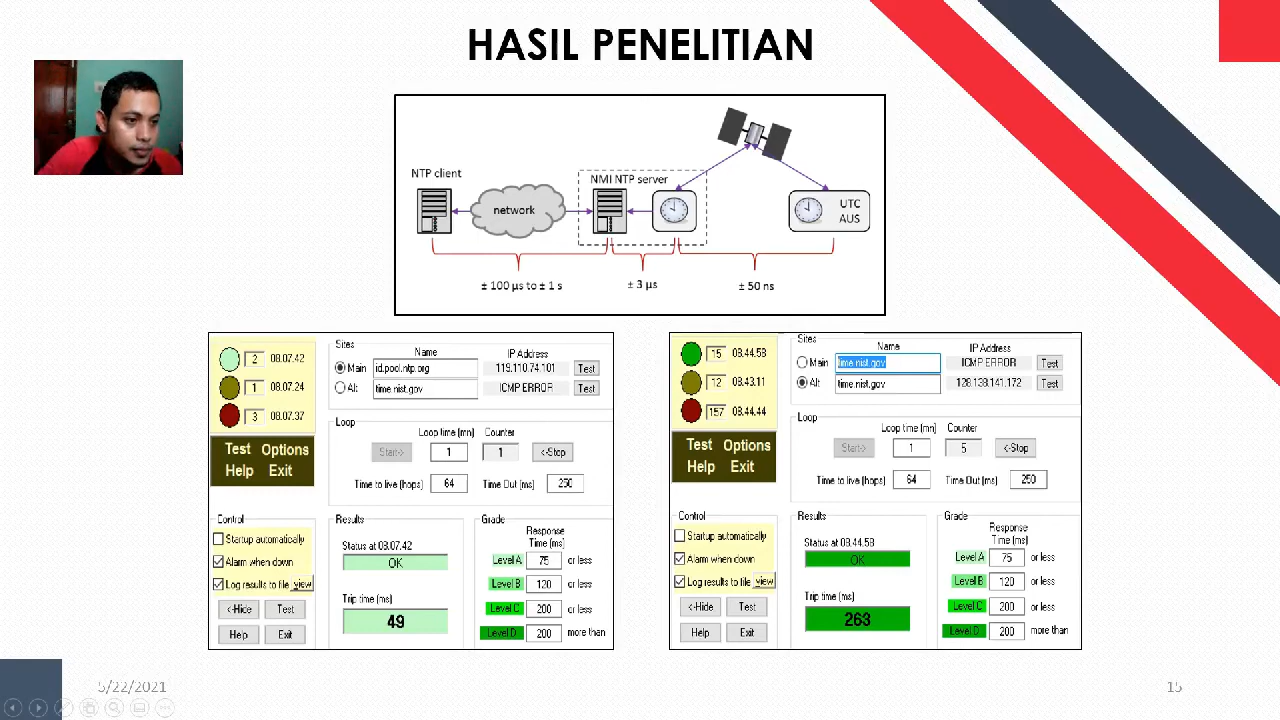 HASIL PENELITIAN
NTP client
NMI NTP server
network
UTC
AUS
± 100 µs to ± 1 s
± 3 µs
± 50 ns
2 08.07.42
1 08.07.24
3 08.07.37
Test Options
Help Exit
Control
Startup automatically
Alarm when down
Log results to file view
<-Hide Test
Help Exit
Sites
Name IP Address
Main id.pool.ntp.org 119.110.74.101 Test
Alt time.nist.gov ICMP ERROR Test
Loop
Loop time (mn) Counter
Start-> 1 1 <-Stop
Time to live (hops) 64 Time Out (ms) 250
Results
Status at 08.07.42
OK
Trip time (ms)
49
Grade
Response
Time (ms)
Level A 75 or less
Level B 120 or less
Level C 200 or less
Level D 200 more than
15 08.44.58
12 08.43.11
157 08.44.44
Test Options
Help Exit
Control
Startup automatically
Alarm when down
Log results to file view
<-Hide Test
Help Exit
Sites
Name IP Address
Main time.nist.gov ICMP ERROR Test
Alt time.nist.gov 128.138.141.172 Test
Loop
Loop time (mn) Counter
Start-> 1 5 <-Stop
Time to live (hops) 64 Time Out (ms) 250
Results
Status at 08.44.58
OK
Trip time (ms)
263
Grade
Response
Time (ms)
Level A 75 or less
Level B 120 or less
Level C 200 or less
Level D 200 more than
5/22/2021
15